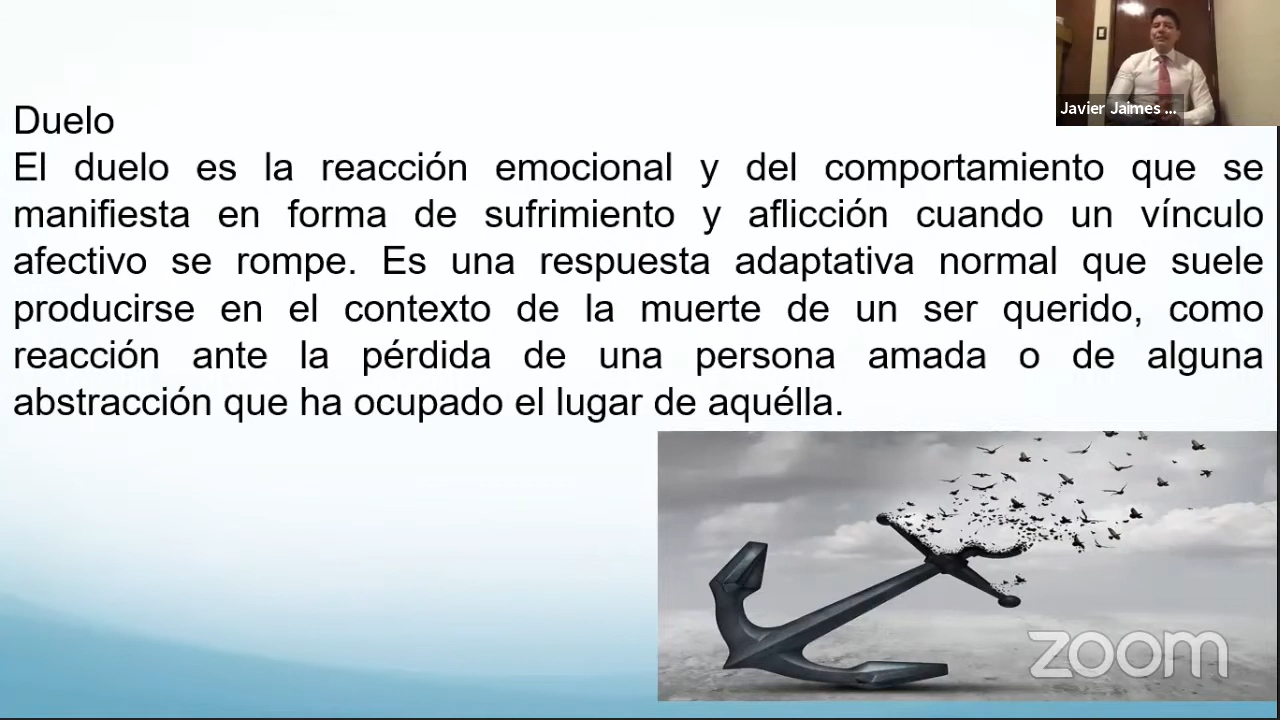 Javier Jaimes ...
Duelo
El duelo es la reacción emocional y del comportamiento que se
manifiesta en forma de sufrimiento y aflicción cuando un vínculo
afectivo se rompe. Es una respuesta adaptativa normal que suele
producirse en el contexto de la muerte de un ser querido, como
reacción ante la pérdida de una persona amada o de alguna
abstracción que ha ocupado el lugar de aquélla.
zoom